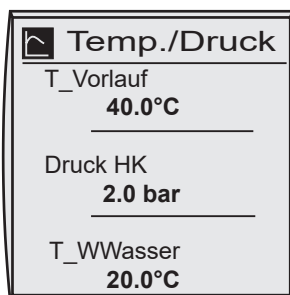 Temp./Druck
T_Vorlauf
40.0°C
Druck HK
2.0 bar
T_WWasser
20.0°C